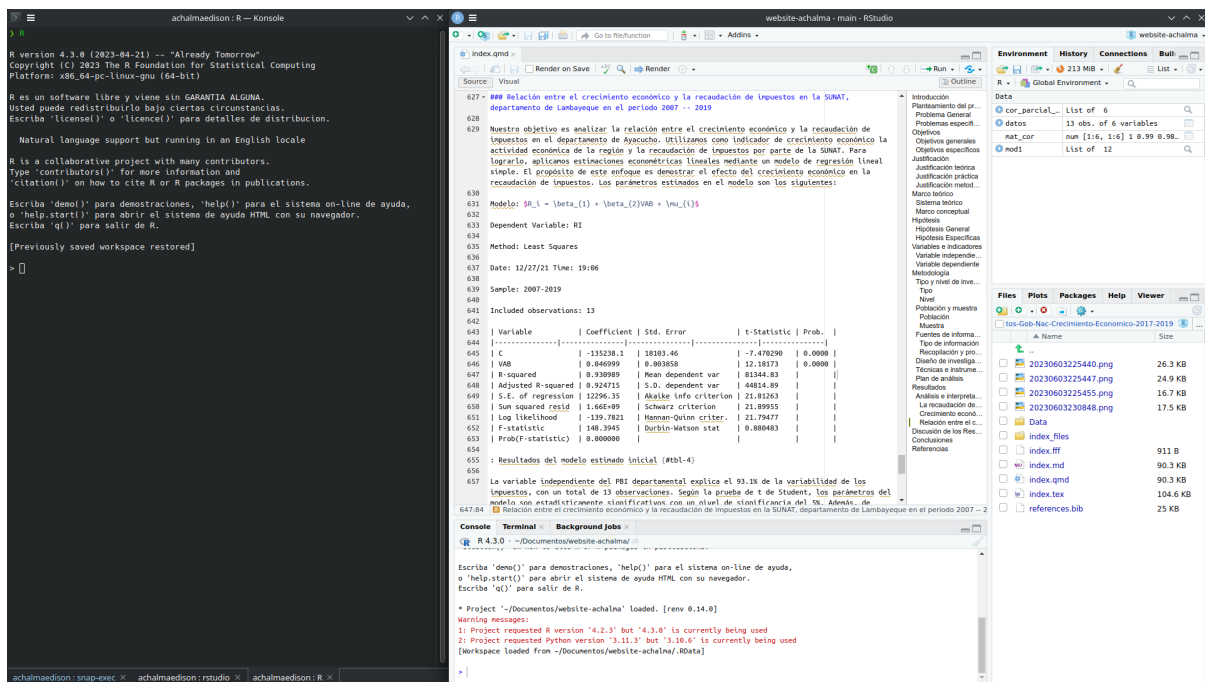 achalmaedison : R — Konsole
❯ R
R version 4.3.0 (2023-04-21) -- "Already Tomorrow"
Copyright (C) 2023 The R Foundation for Statistical Computing
Platform: x86_64-pc-linux-gnu (64-bit)
R es un software libre y viene sin GARANTIA ALGUNA.
Usted puede redistribuirlo bajo ciertas circunstancias.
Escriba 'license()' o 'licence()' para detalles de distribucion.
Natural language support but running in an English locale
R is a collaborative project with many contributors.
Type 'contributors()' for more information and
'citation()' on how to cite R or R packages in publications.
Escriba 'demo()' para demostraciones, 'help()' para el sistema on-line de ayuda,
o 'help.start()' para abrir el sistema de ayuda HTML con su navegador.
Escriba 'q()' para salir de R.
[Previously saved workspace restored]
>
achalmaedison : snap-exec
achalmaedison : rstudio
achalmaedison : R
website-achalma - main - RStudio
Go to file/function
Addins
website-achalma
index.qmd
Render on Save
Render
Run
Source
Visual
Outline
627 ### Relación entre el crecimiento económico y la recaudación de impuestos en la SUNAT,
departamento de Lambayeque en el periodo 2007 -- 2019
628
629 Nuestro objetivo es analizar la relación entre el crecimiento económico y la recaudación de
impuestos en el departamento de Ayacucho. Utilizamos como indicador de crecimiento económico la
actividad económica de la región y la recaudación de impuestos por parte de la SUNAT. Para
lograrlo, aplicamos estimaciones econométricas lineales mediante un modelo de regresión lineal
simple. El propósito de este enfoque es demostrar el efecto del crecimiento económico en la
recaudación de impuestos. Los parámetros estimados en el modelo son los siguientes:
630
631 Modelo: $R_i = \beta_{1} + \beta_{2}VAB + \mu_{i}$
632
633 Dependent Variable: RI
634
635 Method: Least Squares
636
637 Date: 12/27/21 Time: 19:06
638
639 Sample: 2007-2019
640
641 Included observations: 13
642
643 | Variable | Coefficient | Std. Error | t-Statistic | Prob. |
644 |---------------|-------------|--------------|-------------|-------------|
645 | C | -135238.1 | 18103.46 | -7.470290 | 0.0000 |
646 | VAB | 0.046999 | 0.003858 | 12.18173 | 0.0000 |
647 | R-squared | 0.930989 | Mean dependent var | 81344.83 | |
648 | Adjusted R-squared | 0.924715 | S.D. dependent var | 44814.89 | |
649 | S.E. of regression | 12296.35 | Akaike info criterion | 21.81263 | |
650 | Sum squared resid | 1.66E+09 | Schwarz criterion | 21.89955 | |
651 | Log likelihood | -139.7821 | Hannan-Quinn criter. | 21.79477 | |
652 | F-statistic | 148.3945 | Durbin-Watson stat | 0.880483 | |
653 | Prob(F-statistic) | 0.000000 | | | |
654
655 : Resultados del modelo estimado inicial {#tbl-4}
656
657 La variable independiente del PBI departamental explica el 93.1% de la variabilidad de los
impuestos, con un total de 13 observaciones. Según la prueba de t de Student, los parámetros del
modelo son estadísticamente significativos con un nivel de significancia del 5%. Además, de
647:84 Relación entre el crecimiento económico y la recaudación de impuestos en la SUNAT, departamento de Lambayeque en el periodo 2007 -- 2
Introducción
Planteamiento del pr...
Problema General
Problemas específi...
Objetivos
Objetivos generales
Objetivos específicos
Justificación
Justificación teórica
Justificación práctica
Justificación metod...
Marco teórico
Sistema teórico
Marco conceptual
Hipótesis
Hipótesis General
Hipótesis Específicas
Variables e indicadores
Variable independie...
Variable dependiente
Metodología
Tipo y nivel de inve...
Tipo
Nivel
Población y muestra
Población
Muestra
Fuentes de informa...
Tipo de información
Recopilación y pro...
Diseño de investiga...
Técnicas e instrume...
Plan de análisis
Resultados
Análisis e interpreta...
La recaudación de...
Crecimiento econó...
Relación entre el c...
Discusión de los Res...
Conclusiones
Referencias
Console
Terminal
Background Jobs
R 4.3.0 · ~/Documentos/website-achalma/
Escriba 'demo()' para demostraciones, 'help()' para el sistema on-line de ayuda,
o 'help.start()' para abrir el sistema de ayuda HTML con su navegador.
Escriba 'q()' para salir de R.
* Project '~/Documentos/website-achalma' loaded. [renv 0.14.0]
Warning messages:
1: Project requested R version '4.2.3' but '4.3.0' is currently being used
2: Project requested Python version '3.11.3' but '3.10.6' is currently being used
[Workspace loaded from ~/Documentos/website-achalma/.RData]
>
Environment
History
Connections
Buil
213 MiB
List
R
Global Environment
Data
cor_parcial_... List of 6
datos 13 obs. of 6 variables
mat_cor num [1:6, 1:6] 1 0.99 0.98...
mod1 List of 12
Files
Plots
Packages
Help
Viewer
tos-Gob-Nac-Crecimiento-Economico-2017-2019
Name
Size
..
20230603225440.png 26.3 KB
20230603225447.png 24.9 KB
20230603225455.png 16.7 KB
20230603230848.png 17.5 KB
Data
index_files
index.fff 911 B
index.md 90.3 KB
index.qmd 90.3 KB
index.tex 104.6 KB
references.bib 25 KB